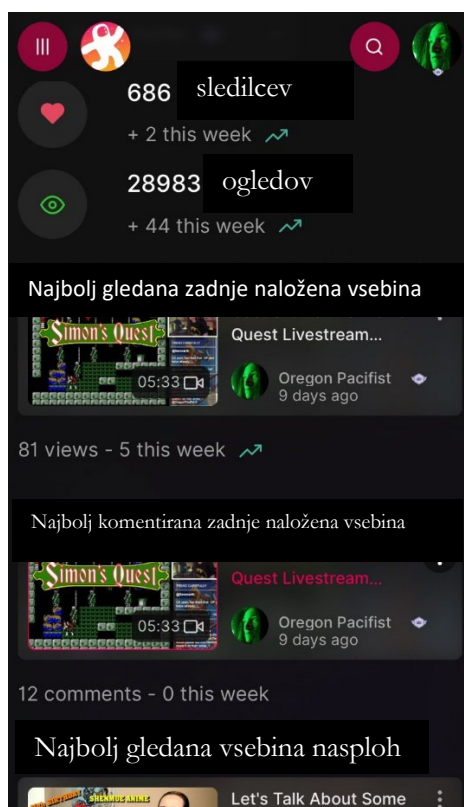 686 sledilcev
+ 2 this week
28983 ogledov
+ 44 this week
Najbolj gledana zadnje naložena vsebina
Simon's Quest
Quest Livestream...
05:33
Oregon Pacifist
9 days ago
81 views - 5 this week
Najbolj komentirana zadnje naložena vsebina
Simon's Quest
Quest Livestream...
05:33
Oregon Pacifist
9 days ago
12 comments - 0 this week
Najbolj gledana vsebina nasploh
SHENMUE ANIME
Let's Talk About Some